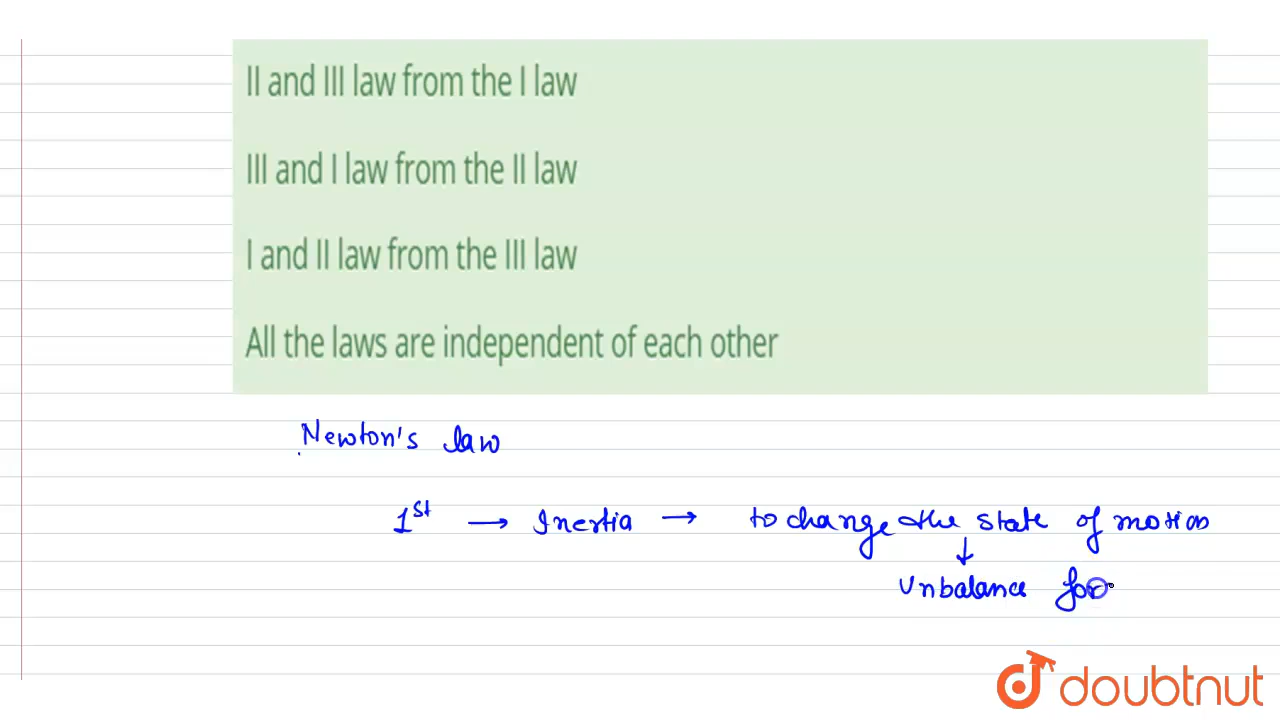 II and III law from the I law
III and I law from the II law
I and II law from the III law
All the laws are independent of each other
Newton's law
1st → Inertia → to change the state of motion
↓
Unbalance for
doubtnut